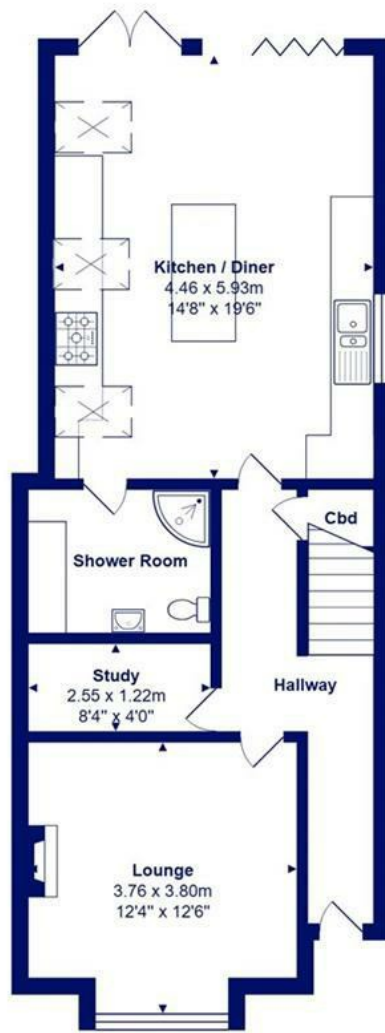 Kitchen / Diner
4.46 x 5.93m
14'8" x 19'6"
Cbd
Shower Room
Study
2.55 x 1.22m
8'4" x 4'0"
Hallway
Lounge
3.76 x 3.80m
12'4" x 12'6"